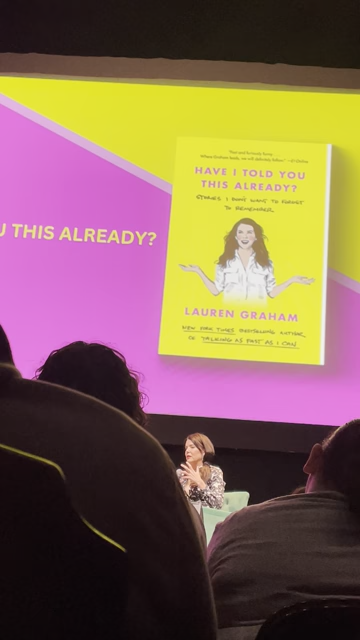 U THIS ALREADY?
HAVE I TOLD YOU
THIS ALREADY?
STORIES I DON'T WANT TO FORGET
TO REMEMBER
LAUREN GRAHAM
NEW YORK TIMES BESTSELLING AUTHOR
OF TALKING AS FAST AS I CAN